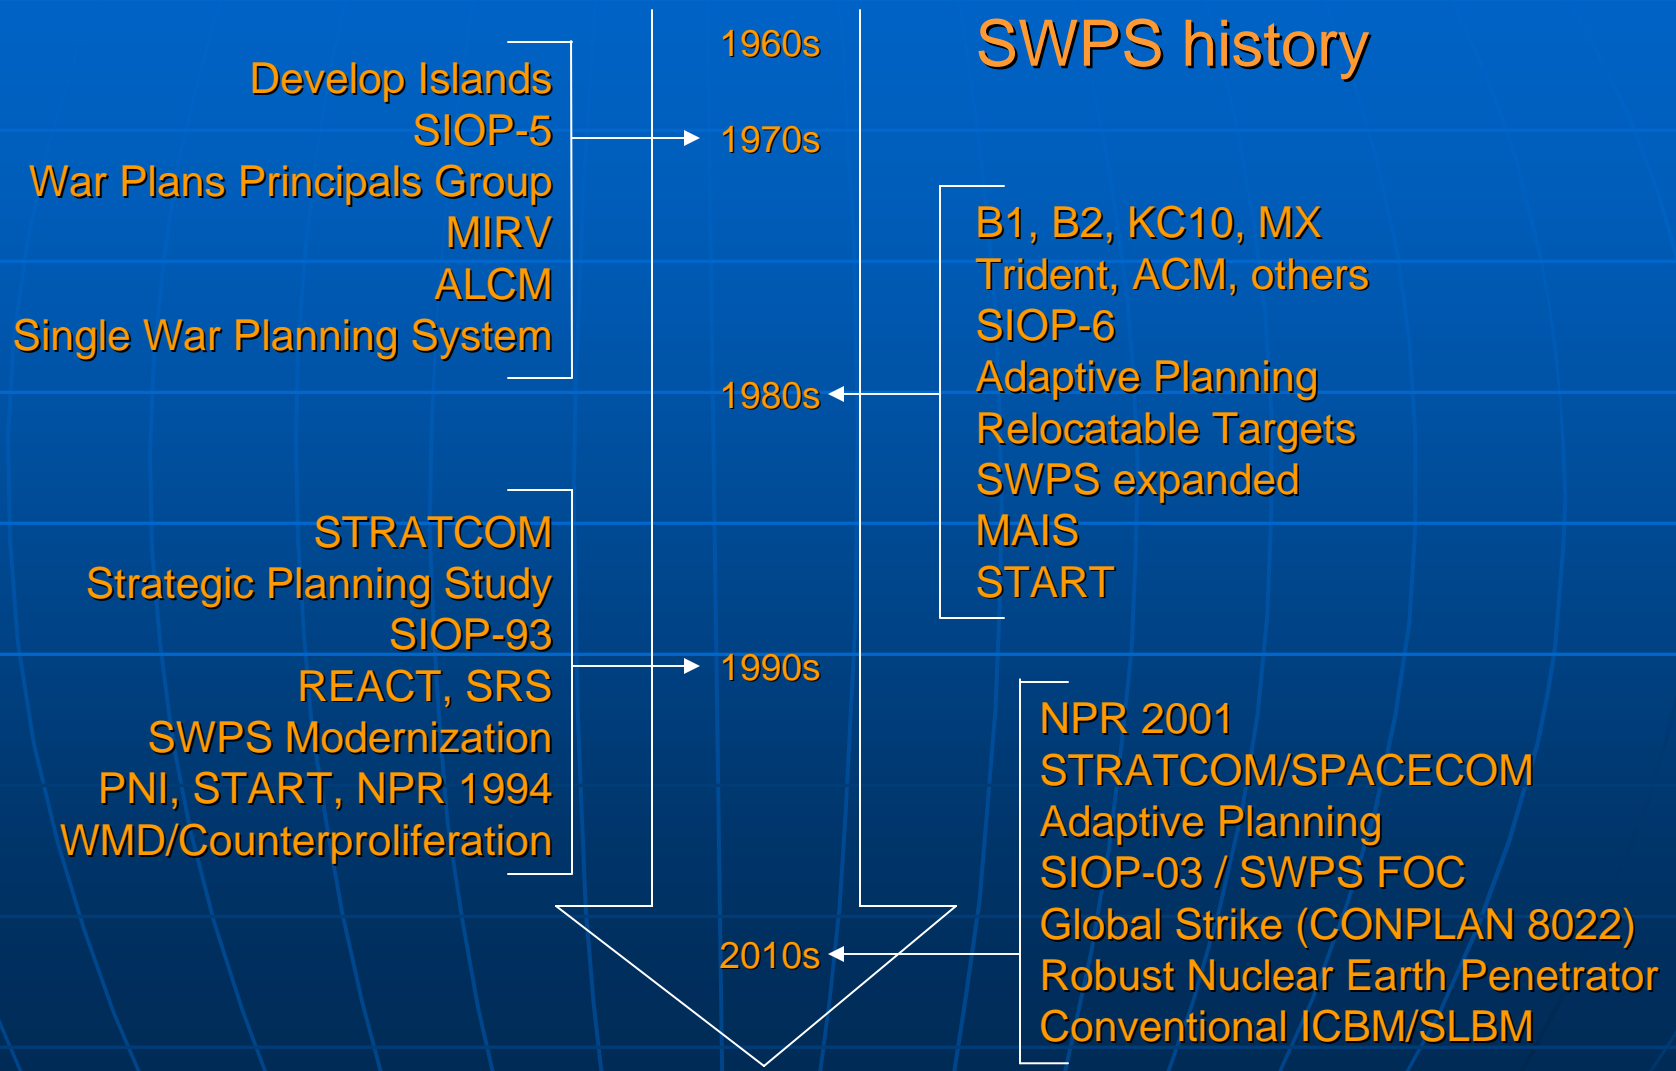 SWPS history
1960s
Develop Islands
SIOP-5
War Plans Principals Group
MIRV
ALCM
Single War Planning System
1970s
B1, B2, KC10, MX
Trident, ACM, others
SIOP-6
Adaptive Planning
Relocatable Targets
SWPS expanded
MAIS
START
1980s
STRATCOM
Strategic Planning Study
SIOP-93
REACT, SRS
SWPS Modernization
PNI, START, NPR 1994
WMD/Counterproliferation
1990s
NPR 2001
STRATCOM/SPACECOM
Adaptive Planning
SIOP-03 / SWPS FOC
Global Strike (CONPLAN 8022)
Robust Nuclear Earth Penetrator
Conventional ICBM/SLBM
2010s